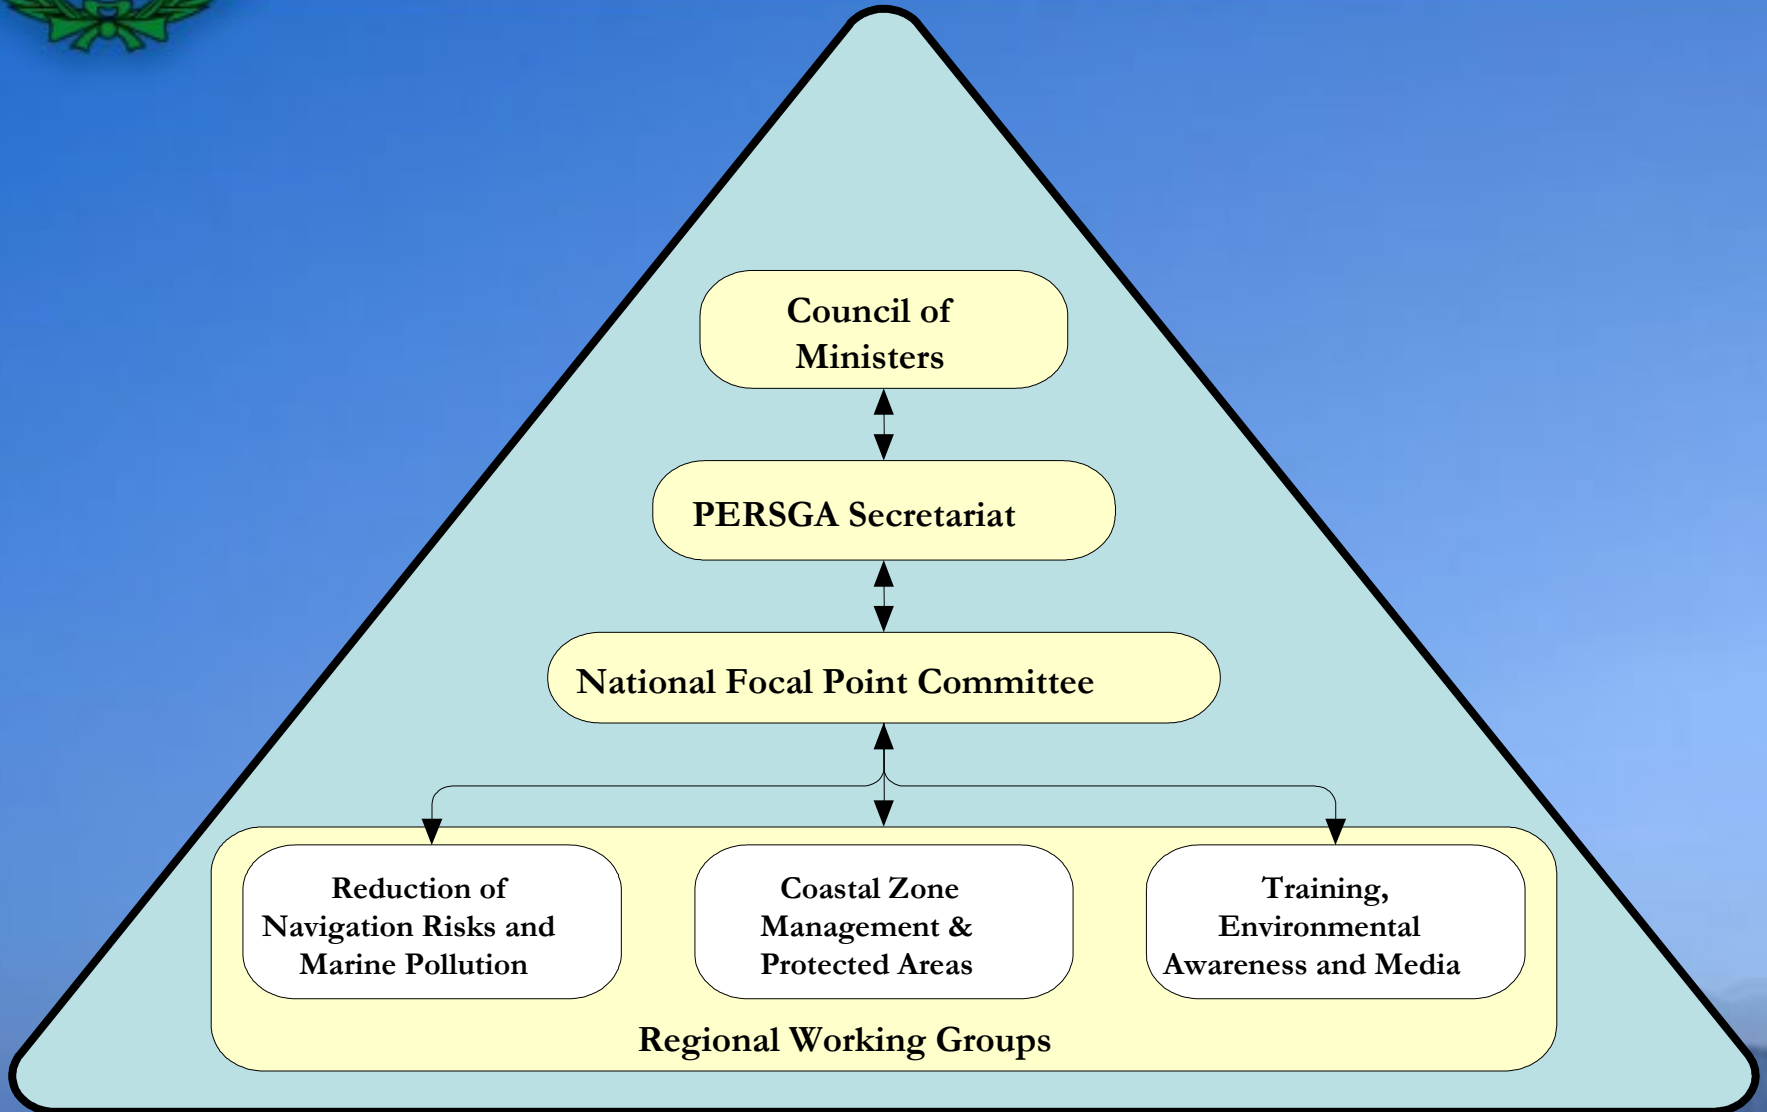 Council of
Ministers
PERSGA Secretariat
National Focal Point Committee
Reduction of
Navigation Risks and
Marine Pollution
Coastal Zone
Management &
Protected Areas
Training,
Environmental
Awareness and Media
Regional Working Groups